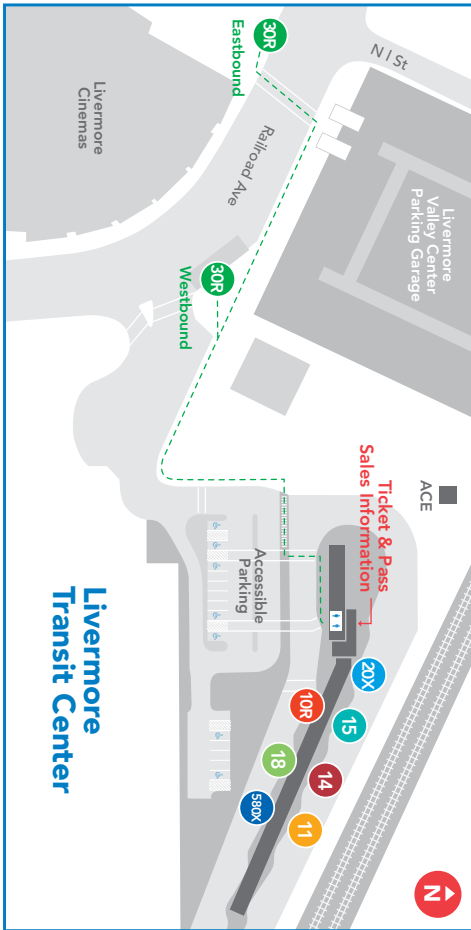 N I St
30R
Eastbound
Livermore
Cinemas
Railroad Ave
Livermore
Valley Center
Parking Garage
30R
Westbound
ACE
Ticket & Pass
Sales Information
Accessible
Parking
20X
10R
15
18
14
580X
11
Livermore
Transit Center
N